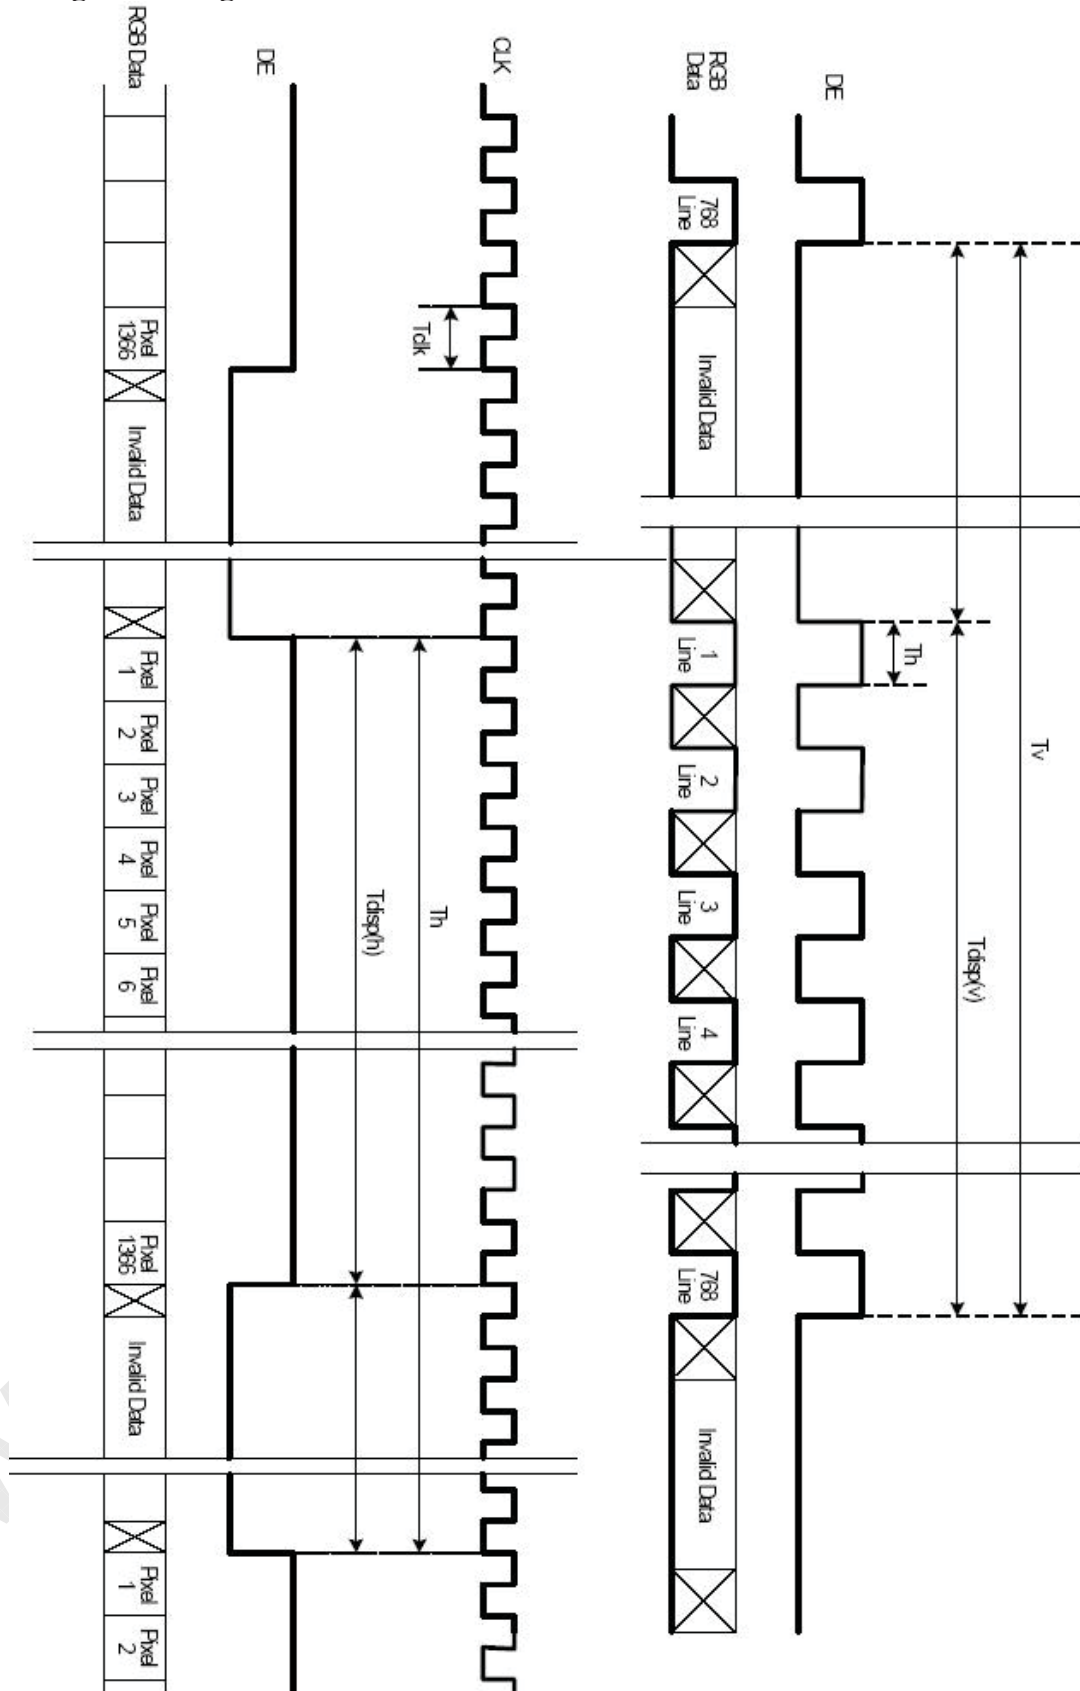 DE
RGB
Data
768
Line
Invalid Data
1
Line
2
Line
3
Line
4
Line
768
Line
Invalid Data
Th
Tv
Tdisp(v)
CLK
Tclk
Th
Tdisp(h)
DE
RGB Data
Pixel
1366
Invalid Data
Pixel
1
Pixel
2
Pixel
3
Pixel
4
Pixel
5
Pixel
6
Pixel
1366
Invalid Data
Pixel
1
Pixel
2